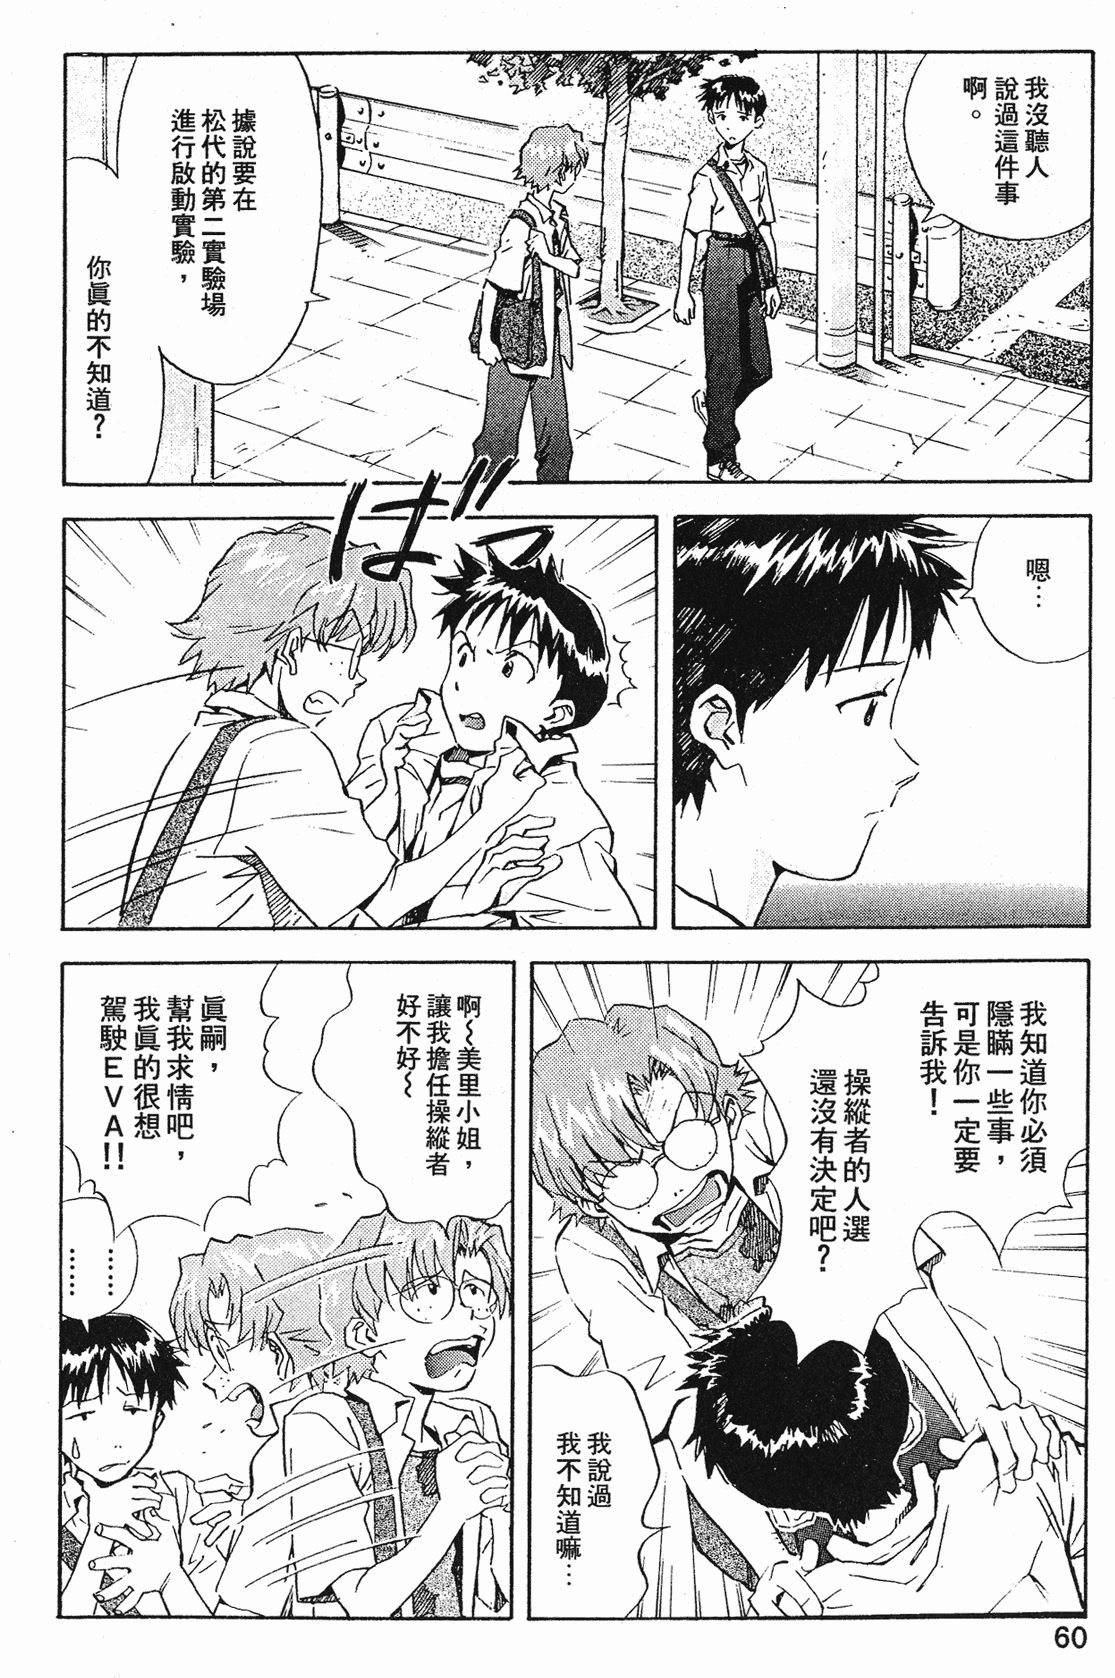 我沒聽人
說過這件事
啊。
據說要在
松代的第二實驗場
進行啟動實驗，
你眞的不知道？
嗯…
ばっ
我知道你必須
隱瞞一些事，
可是你一定要
告訴我！
操縱者的人選
還沒有決定吧？
我說過
我不知道嘛…
啊～美里小姐，
讓我擔任操縱者
好不好～
眞嗣，
幫我求情吧，
我眞的很想
駕駛EVA!!
……
……
60